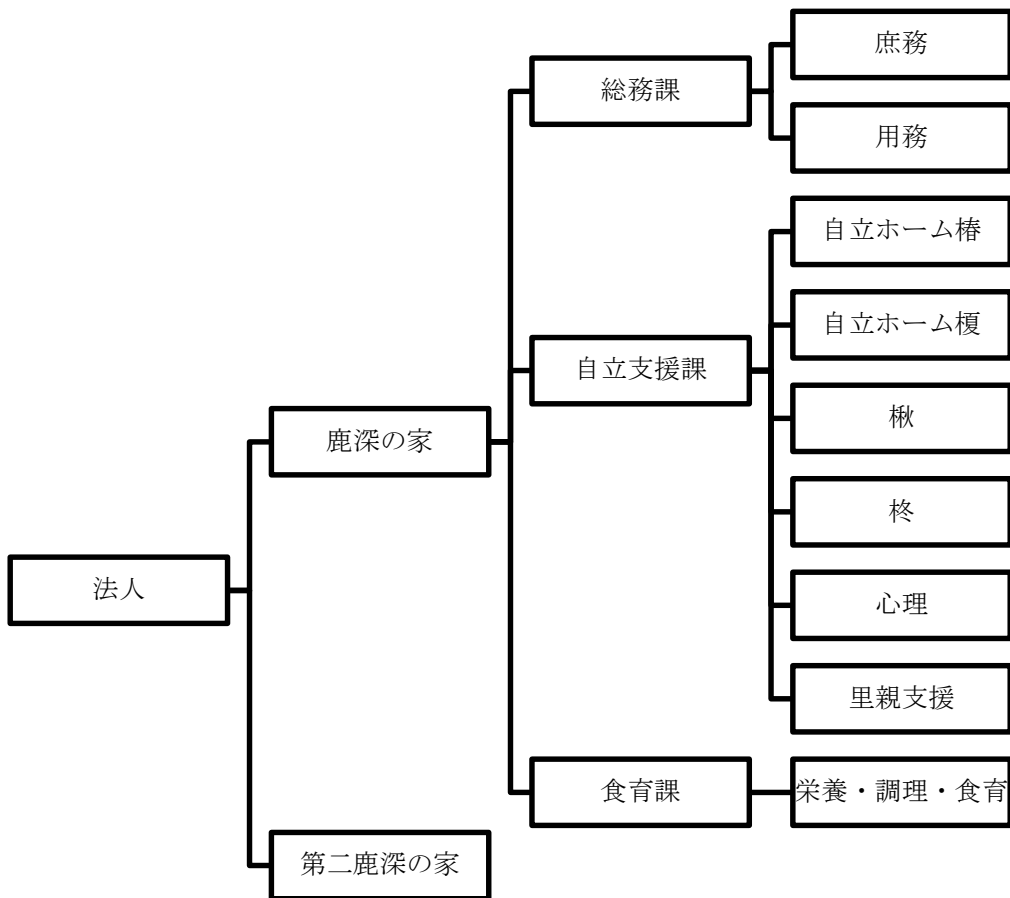 法人
鹿深の家
総務課
庶務
用務
自立支援課
自立ホーム椿
自立ホーム榎
楸
柊
心理
里親支援
食育課
栄養・調理・食育
第二鹿深の家